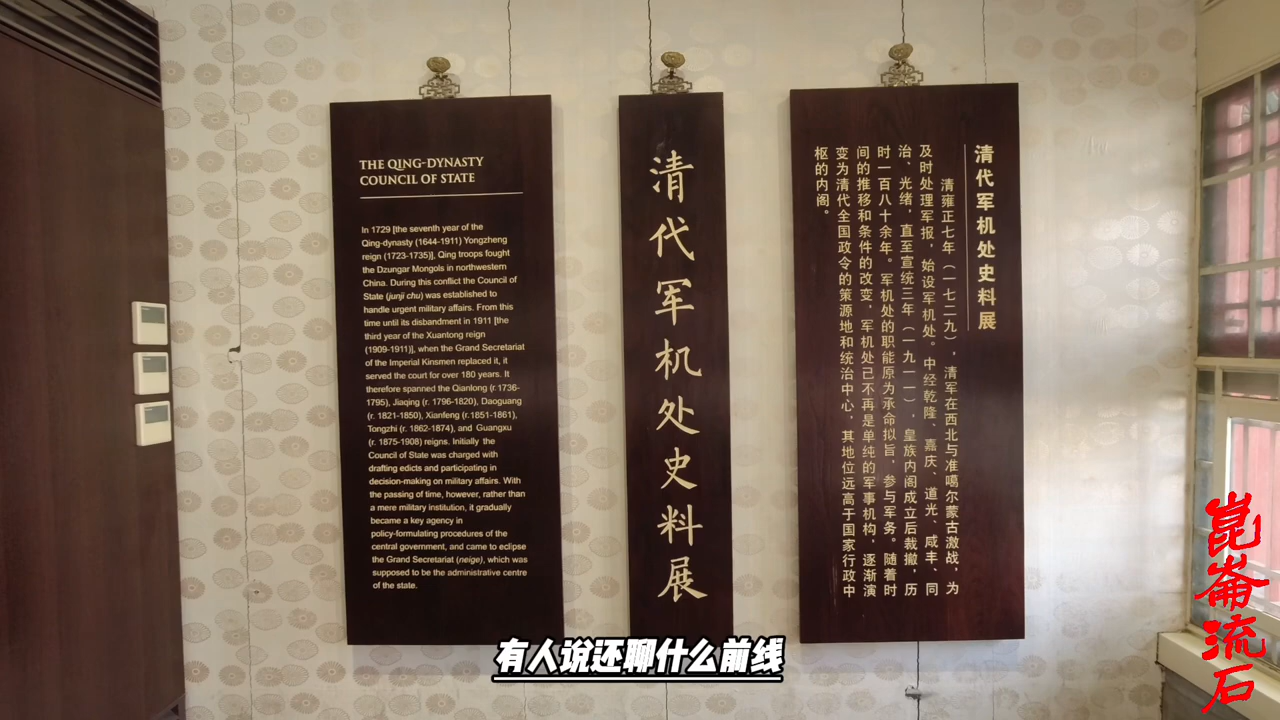 THE QING-DYNASTY
COUNCIL OF STATE
In 1729 [the seventh year of the
Qing-dynasty (1644-1911) Yongzheng
reign (1723-1735)], Qing troops fought
the Dzungar Mongols in northwestern
China. During this conflict the Council of
State (junji chu) was established to
handle urgent military affairs. From this
time until its disbandment in 1911 [the
third year of the Xuantong reign
(1909-1911)], when the Grand Secretariat
of the Imperial Kinsmen replaced it, it
served the court for over 180 years. It
therefore spanned the Qianlong (r. 1736-
1795), Jiaqing (r. 1796-1820), Daoguang
(r. 1821-1850), Xianfeng (r.1851-1861),
Tongzhi (r. 1862-1874), and Guangxu
(r. 1875-1908) reigns. Initially the
Council of State was charged with
drafting edicts and participating in
decision-making on military affairs. With
the passing of time, however, rather than
a mere military institution, it gradually
became a key agency in
policy-formulating procedures of the
central government, and came to eclipse
the Grand Secretariat (neige), which was
supposed to be the administrative centre
of the state.
清代军机处史料展
清代军机处史料展
清雍正七年（一七二九），清军在西北与准噶尔蒙古激战，为
及时处理军报，始设军机处。中经乾隆、嘉庆、道光、咸丰、同
治、光绪，直至宣统三年（一九一一），皇族内阁成立后裁撤，历
时一百八十余年。军机处的职能原为承命拟旨，参与军务。随着时
间的推移和条件的改变，军机处已不再是单纯的军事机构，逐渐演
变为清代全国政令的策源地和统治中心，其地位远高于国家行政中
枢的内阁。
有人说还聊什么前线
崑崙流石